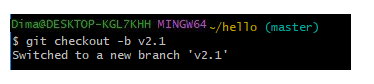 Dima@DESKTOP-KGL7KHH MINGW64 ~/hello (master)
$ git checkout -b v2.1
Switched to a new branch 'v2.1'